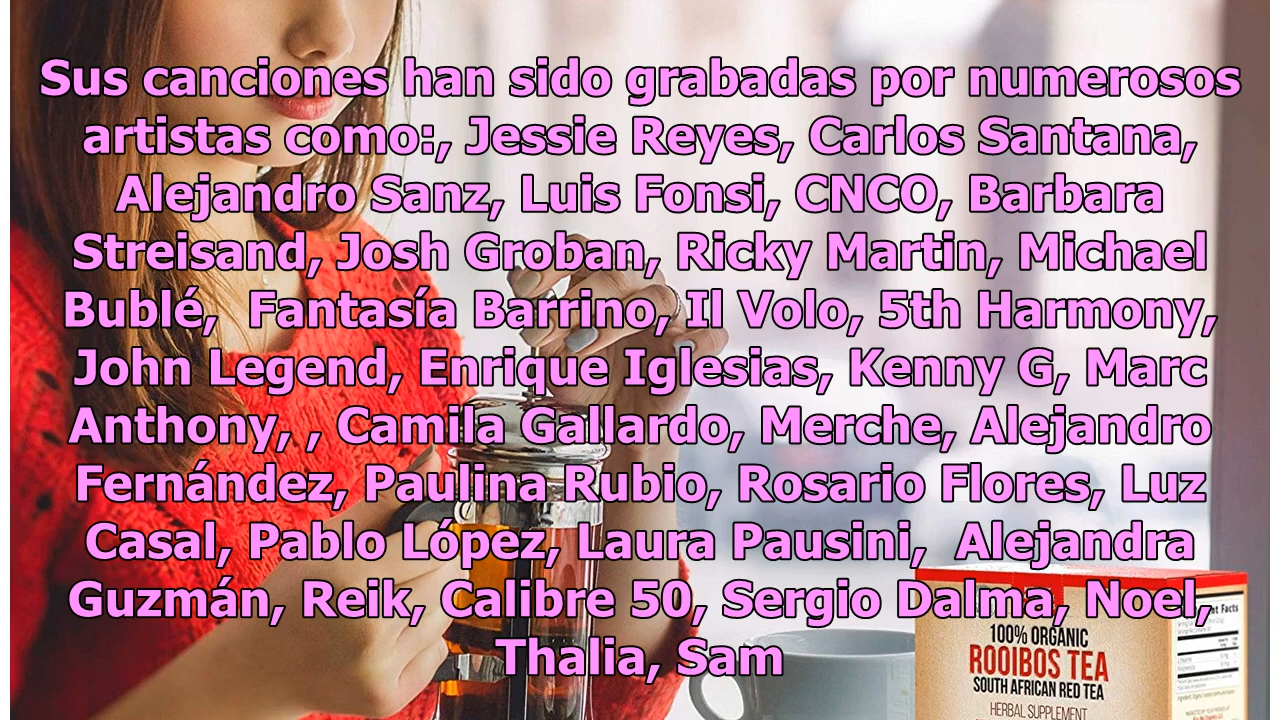 Sus canciones han sido grabadas por numerosos
artistas como:, Jessie Reyes, Carlos Santana,
Alejandro Sanz, Luis Fonsi, CNCO, Barbara
Streisand, Josh Groban, Ricky Martin, Michael
Bublé,  Fantasía Barrino, Il Volo, 5th Harmony,
John Legend, Enrique Iglesias, Kenny G, Marc
Anthony, , Camila Gallardo, Merche, Alejandro
Fernández, Paulina Rubio, Rosario Flores, Luz
Casal, Pablo López, Laura Pausini,  Alejandra
Guzmán, Reik, Calibre 50, Sergio Dalma, Noel,
Thalia, Sam
100% ORGANIC
ROOIBOS TEA
SOUTH AFRICAN RED TEA
HERBAL SUPPLEMENT
Facts